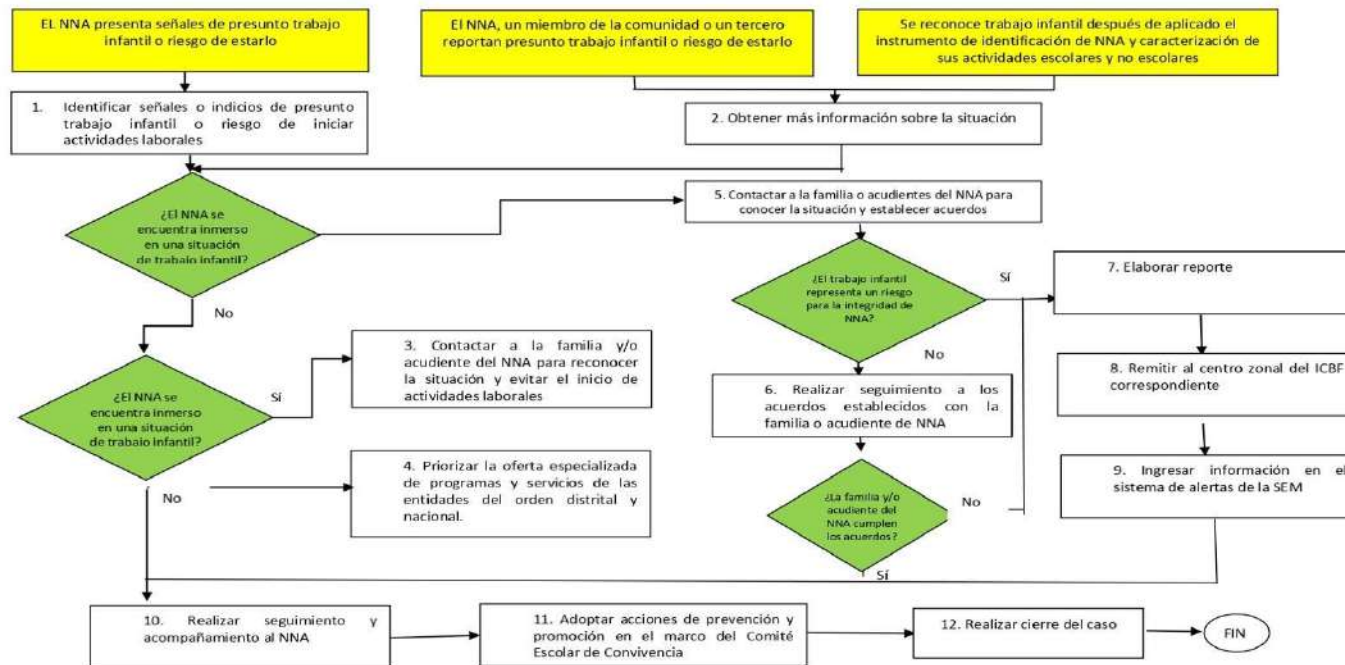 EL NNA presenta señales de presunto trabajo
infantil o riesgo de estarlo
El NNA, un miembro de la comunidad o un tercero
reportan presunto trabajo infantil o riesgo de estarlo
Se reconoce trabajo infantil después de aplicado el
instrumento de identificación de NNA y caracterización de
sus actividades escolares y no escolares
1. Identificar señales o indicios de presunto
trabajo infantil o riesgo de iniciar
actividades laborales
2. Obtener más información sobre la situación
¿El NNA se
encuentra inmerso
en una situación
de trabajo infantil?
5. Contactar a la familia o acudientes del NNA para
conocer la situación y establecer acuerdos
¿El trabajo infantil
representa un riesgo
para la integridad de
NNA?
Sí
7. Elaborar reporte
No
No
3. Contactar a la familia y/o
acudiente del NNA para reconocer
la situación y evitar el inicio de
actividades laborales
8. Remitir al centro zonal del ICBF
correspondiente
¿El NNA se
encuentra inmerso
en una situación
de trabajo infantil?
Sí
6. Realizar seguimiento a los
acuerdos establecidos con la
familia o acudiente de NNA
4. Priorizar la oferta especializada
de programas y servicios de las
entidades del orden distrital y
nacional.
9. Ingresar información en el
sistema de alertas de la SEM
No
¿La familia y/o
acudiente del
NNA cumplen
los acuerdos?
No
Sí
10. Realizar seguimiento y
acompañamiento al NNA
11. Adoptar acciones de prevención y
promoción en el marco del Comité
Escolar de Convivencia
12. Realizar cierre del caso
FIN